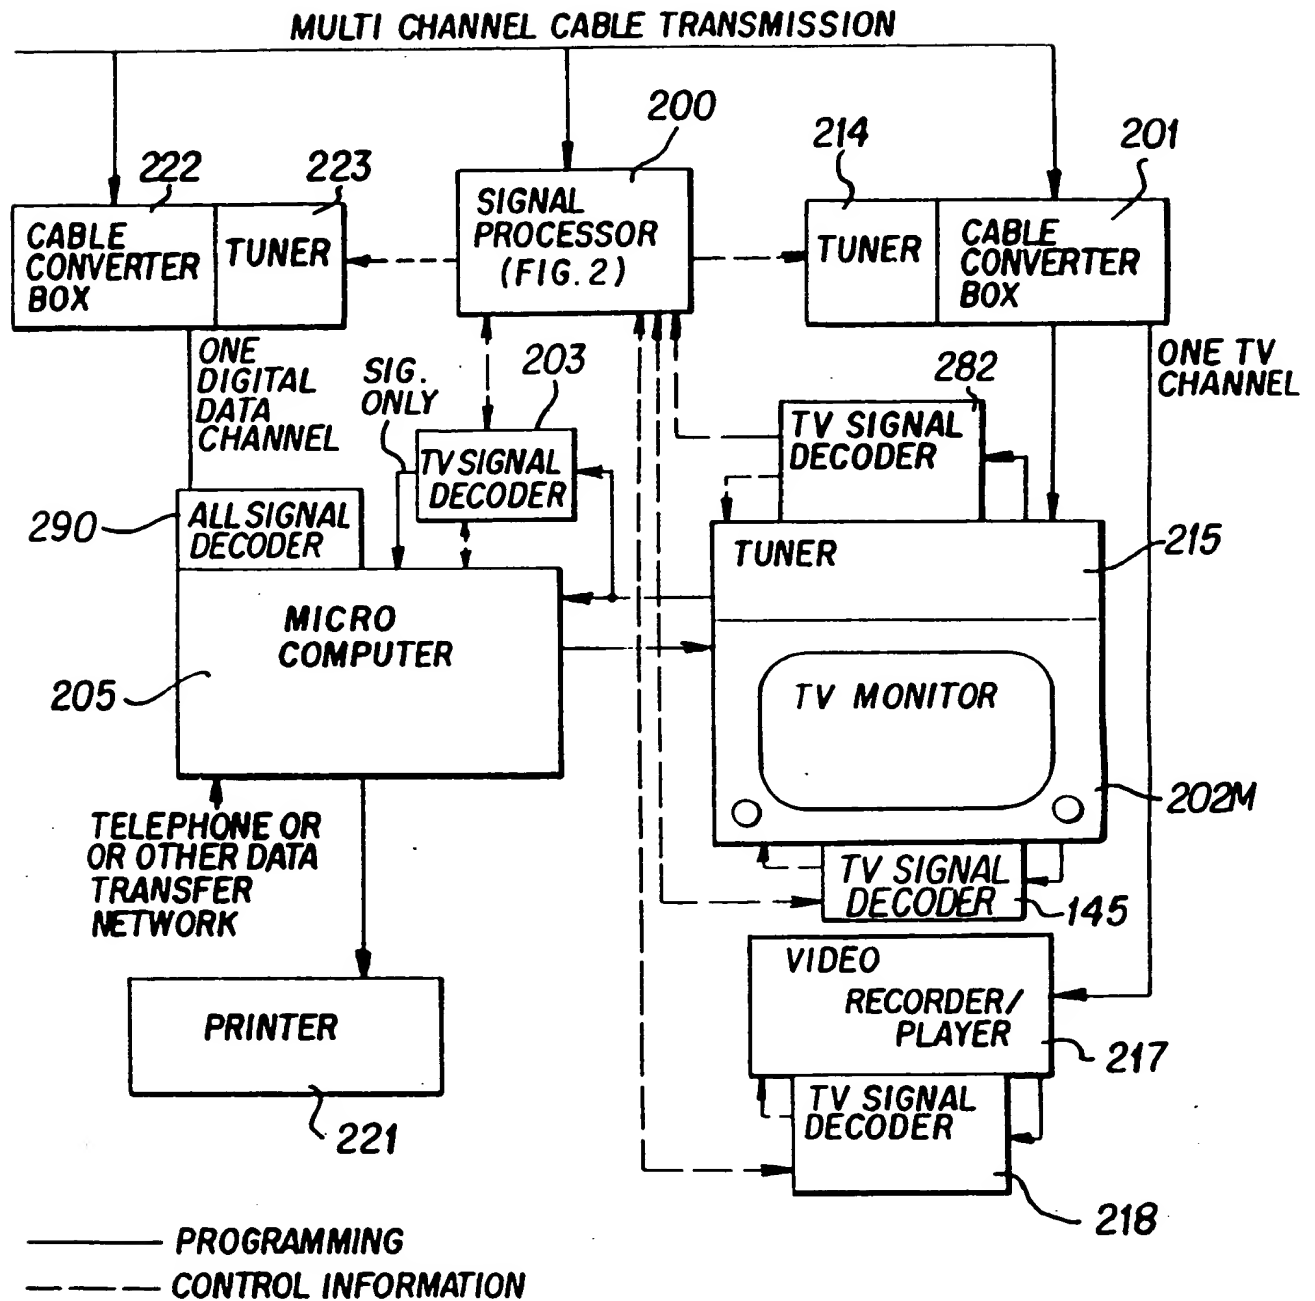 MULTI CHANNEL CABLE TRANSMISSION
200
214
201
222
223
CABLE
CONVERTER
BOX
TUNER
SIGNAL
PROCESSOR
(FIG. 2)
TUNER
CABLE
CONVERTER
BOX
ONE
DIGITAL
DATA
CHANNEL
SIG.
ONLY
203
282
ONE TV
CHANNEL
TV SIGNAL
DECODER
TV SIGNAL
DECODER
290
ALL SIGNAL
DECODER
TUNER
215
MICRO
COMPUTER
205
TV MONITOR
202M
TELEPHONE OR
OR OTHER DATA
TRANSFER
NETWORK
TV SIGNAL
DECODER
145
VIDEO
RECORDER/
PLAYER
217
PRINTER
221
TV SIGNAL
DECODER
218
PROGRAMMING
CONTROL INFORMATION